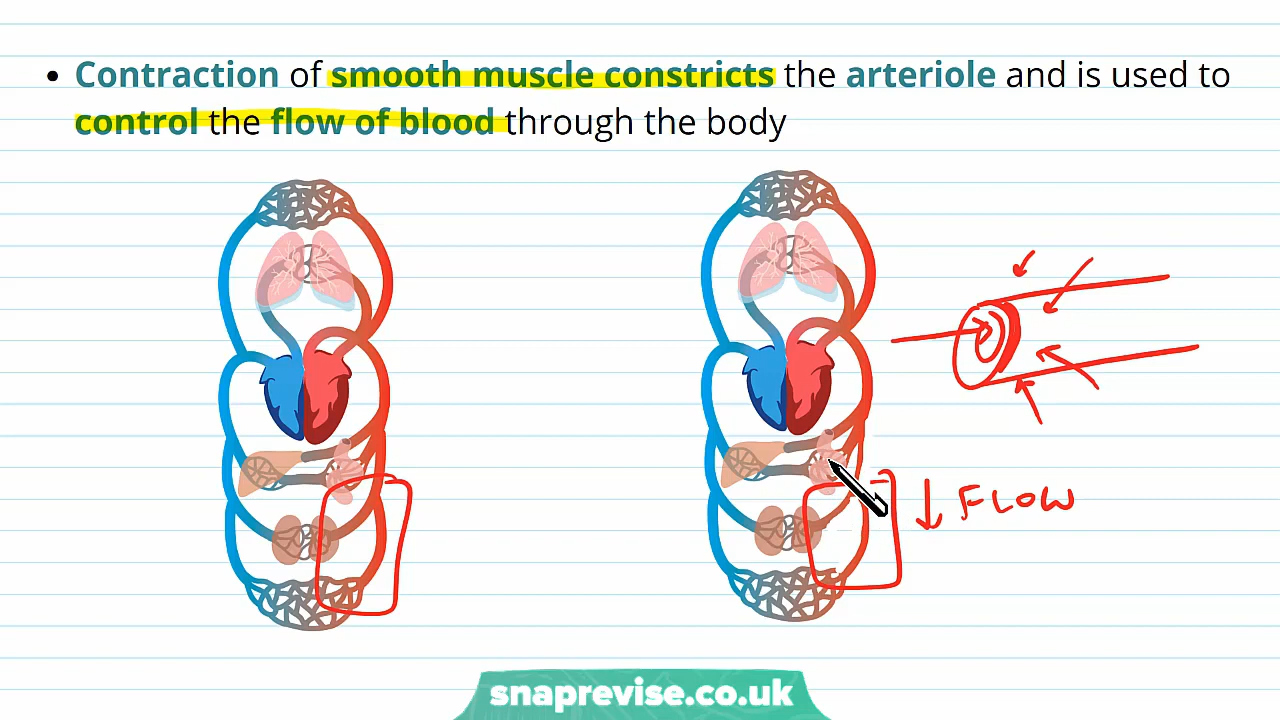 • Contraction of smooth muscle constricts the arteriole and is used to
control the flow of blood through the body
↓ FLOW
snaprevise.co.uk